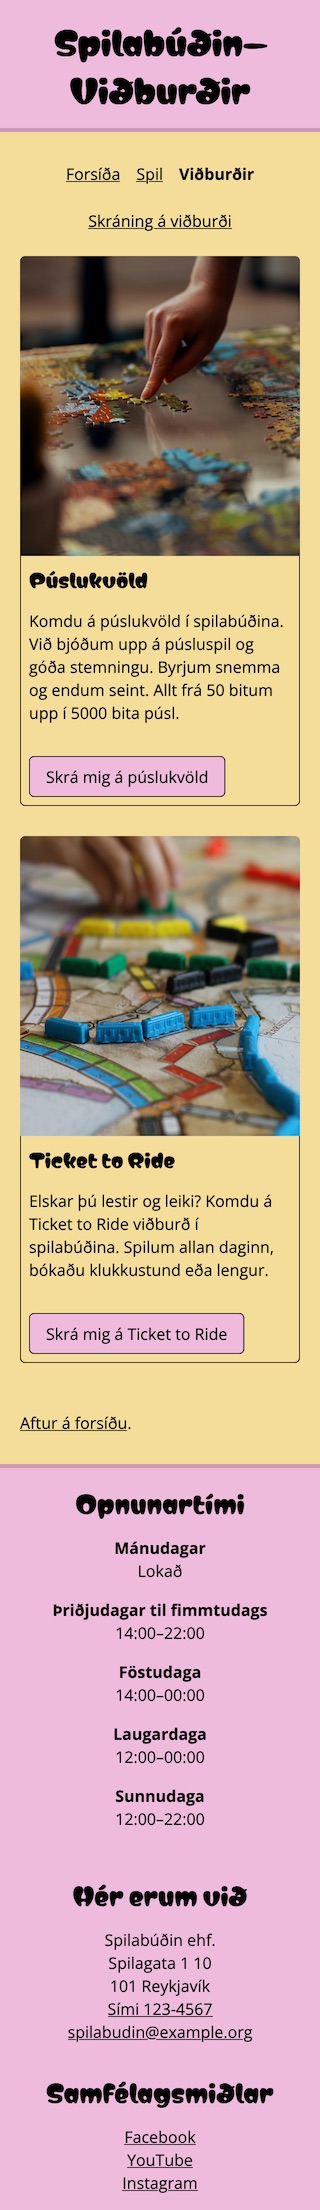 Spilabúðin–
Viðburðir
Forsíða Spil Viðburðir
Skráning á viðburði
Púslukvöld
Komdu á púslukvöld í spilabúðina.
Við bjóðum upp á púsluspil og
góða stemningu. Byrjum snemma
og endum seint. Allt frá 50 bitum
upp í 5000 bita púsl.
Skrá mig á púslukvöld
Ticket to Ride
Elskar þú lestir og leiki? Komdu á
Ticket to Ride viðburð í
spilabúðina. Spilum allan daginn,
bókaðu klukkustund eða lengur.
Skrá mig á Ticket to Ride
Aftur á forsíðu.
Opnunartími
Mánudagar
Lokað
Þriðjudagar til fimmtudags
14:00–22:00
Föstudaga
14:00–00:00
Laugardaga
12:00–00:00
Sunnudaga
12:00–22:00
Hér erum við
Spilabúðin ehf.
Spilagata 1 10
101 Reykjavík
Sími 123-4567
spilabudin@example.org
Samfélagsmiðlar
Facebook
YouTube
Instagram